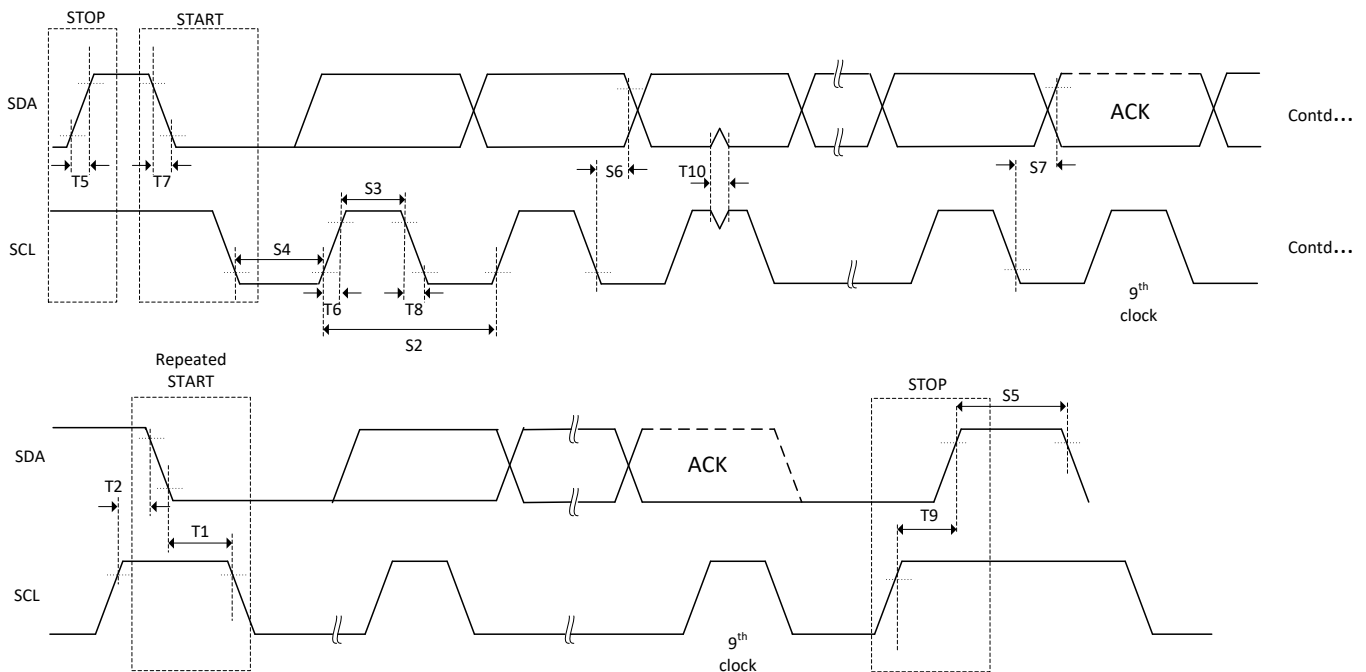 STOP
START
SDA
ACK
Contd...
T5
T7
S6
T10
S7
S3
SCL
S4
Contd...
T6
T8
9th
clock
S2
Repeated
START
STOP
S5
SDA
ACK
T2
T9
T1
SCL
9th
clock